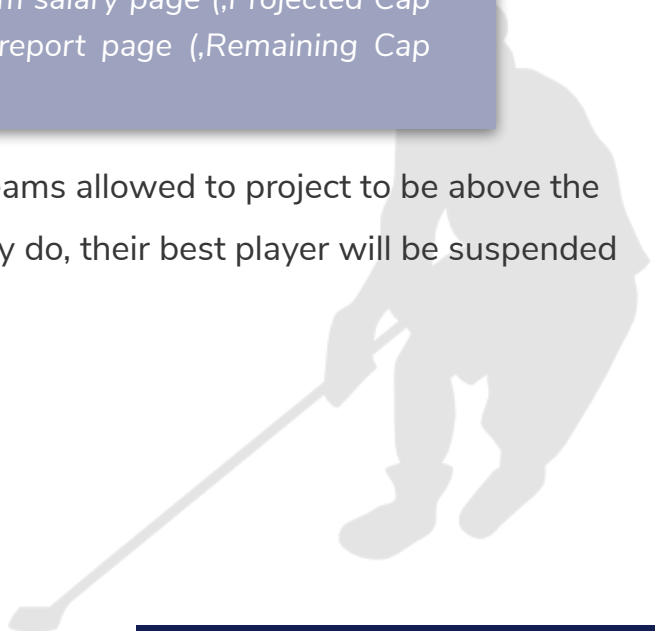 salary page (‚Projected Cap
report page (‚Remaining Cap
allowed to project to be above the
do, their best player will be suspended